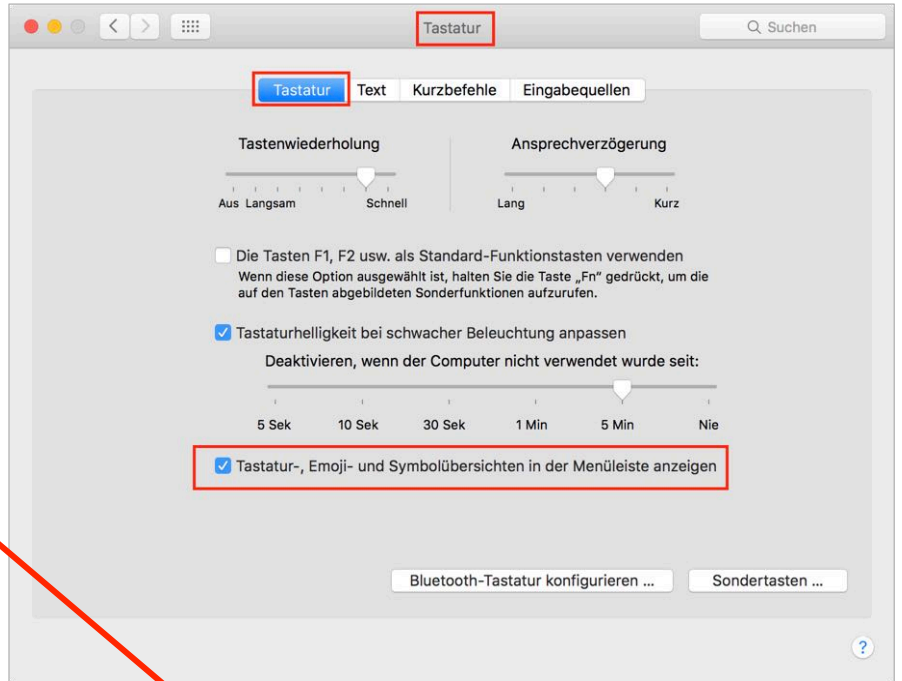 Tastatur
Suchen
Tastatur Text Kurzbefehle Eingabequellen
Tastenwiederholung Ansprechverzögerung
Aus Langsam Schnell Lang Kurz
Die Tasten F1, F2 usw. als Standard-Funktionstasten verwenden
Wenn diese Option ausgewählt ist, halten Sie die Taste „Fn“ gedrückt, um die
auf den Tasten abgebildeten Sonderfunktionen aufzurufen.
Tastaturhelligkeit bei schwacher Beleuchtung anpassen
Deaktivieren, wenn der Computer nicht verwendet wurde seit:
5 Sek 10 Sek 30 Sek 1 Min 5 Min Nie
Tastatur-, Emoji- und Symbolübersichten in der Menüleiste anzeigen
Bluetooth-Tastatur konfigurieren ... Sondertasten ...
?